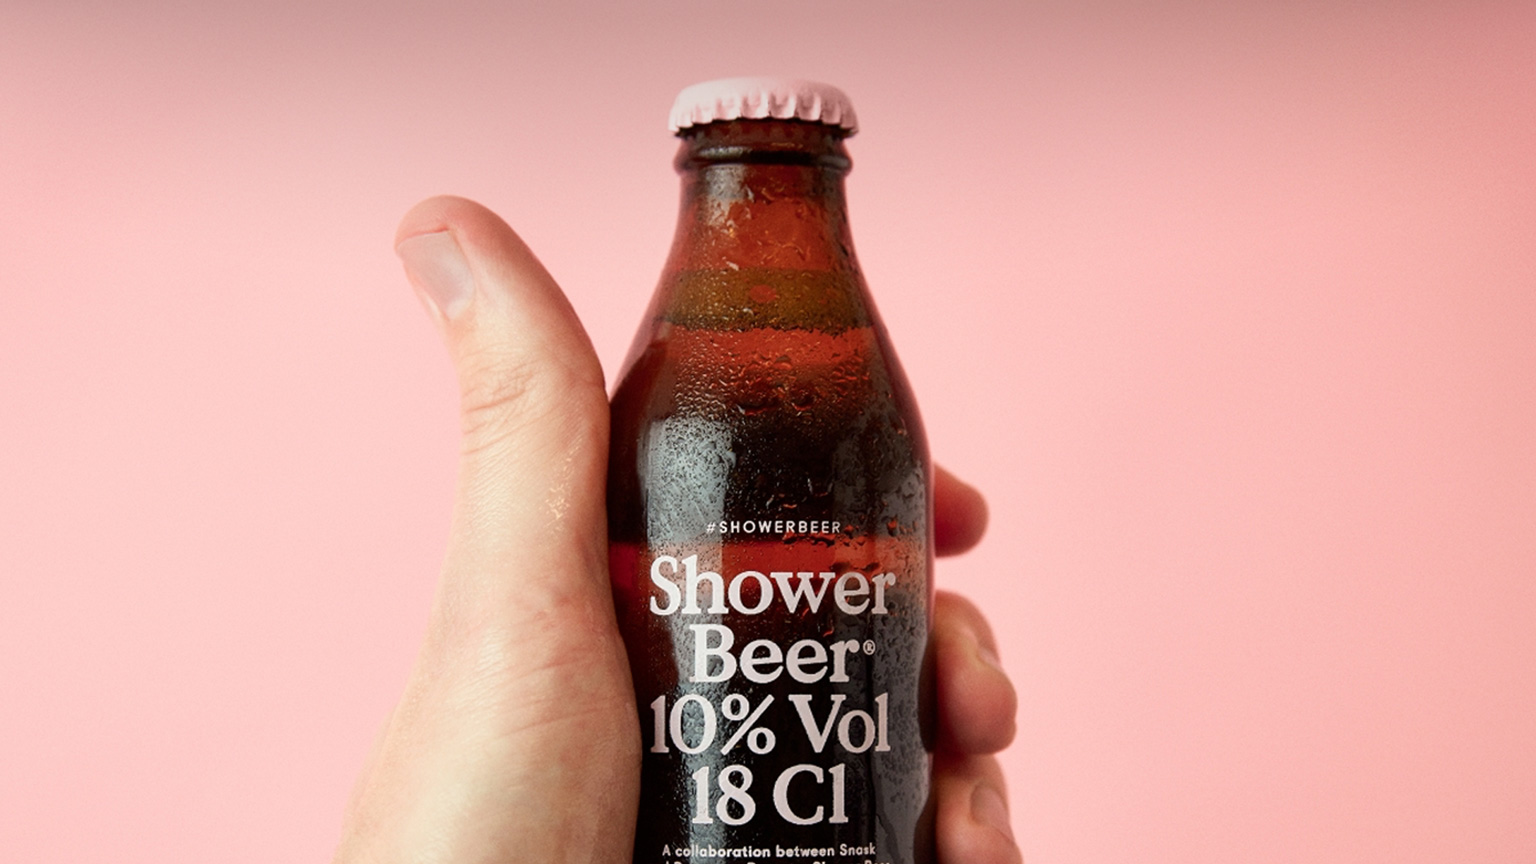 #SHOWERBEER
Shower
Beer®
10% Vol
18 Cl
A collaboration between Snask